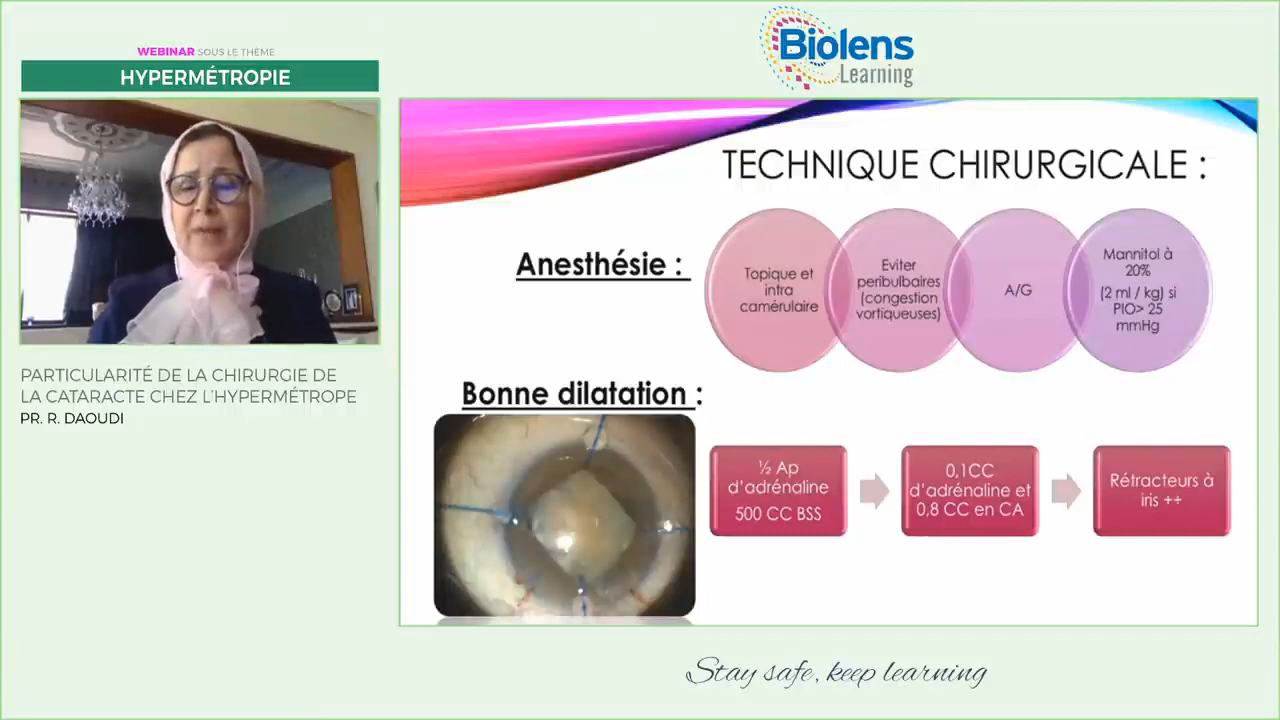 WEBINAR SOUS LE THÈME
HYPERMÉTROPIE
Biolens
Learning
PARTICULARITÉ DE LA CHIRURGIE DE
LA CATARACTE CHEZ L'HYPERMÉTROPE
PR. R. DAOUDI
TECHNIQUE CHIRURGICALE :
Anesthésie :
Topique et
intra
camérulaire
Eviter
peribulbaires
(congestion
vortiqueuses)
A/G
Mannitol à
20%
(2 ml / kg) si
PIO> 25
mmHg
Bonne dilatation :
½ Ap
d'adrénaline
500 CC BSS
0,1CC
d'adrénaline et
0,8 CC en CA
Rétracteurs à
iris ++
Stay safe, keep learning